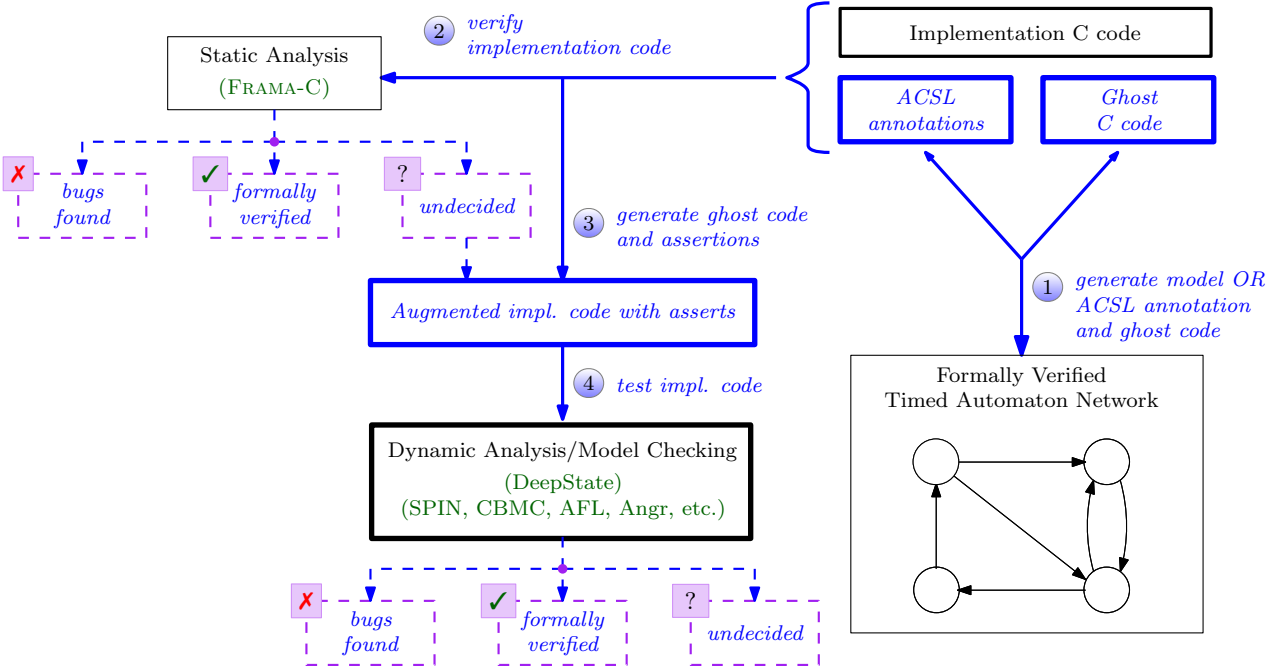 2
verify
implementation code
Implementation C code
Static Analysis
(FRAMA-C)
ACSL
annotations
Ghost
C code
✗
bugs
found
✓
formally
verified
?
undecided
3
generate ghost code
and assertions
1
generate model OR
ACSL annotation
and ghost code
Augmented impl. code with asserts
4
test impl. code
Formally Verified
Timed Automaton Network
Dynamic Analysis/Model Checking
(DeepState)
(SPIN, CBMC, AFL, Angr, etc.)
✗
bugs
found
✓
formally
verified
?
undecided